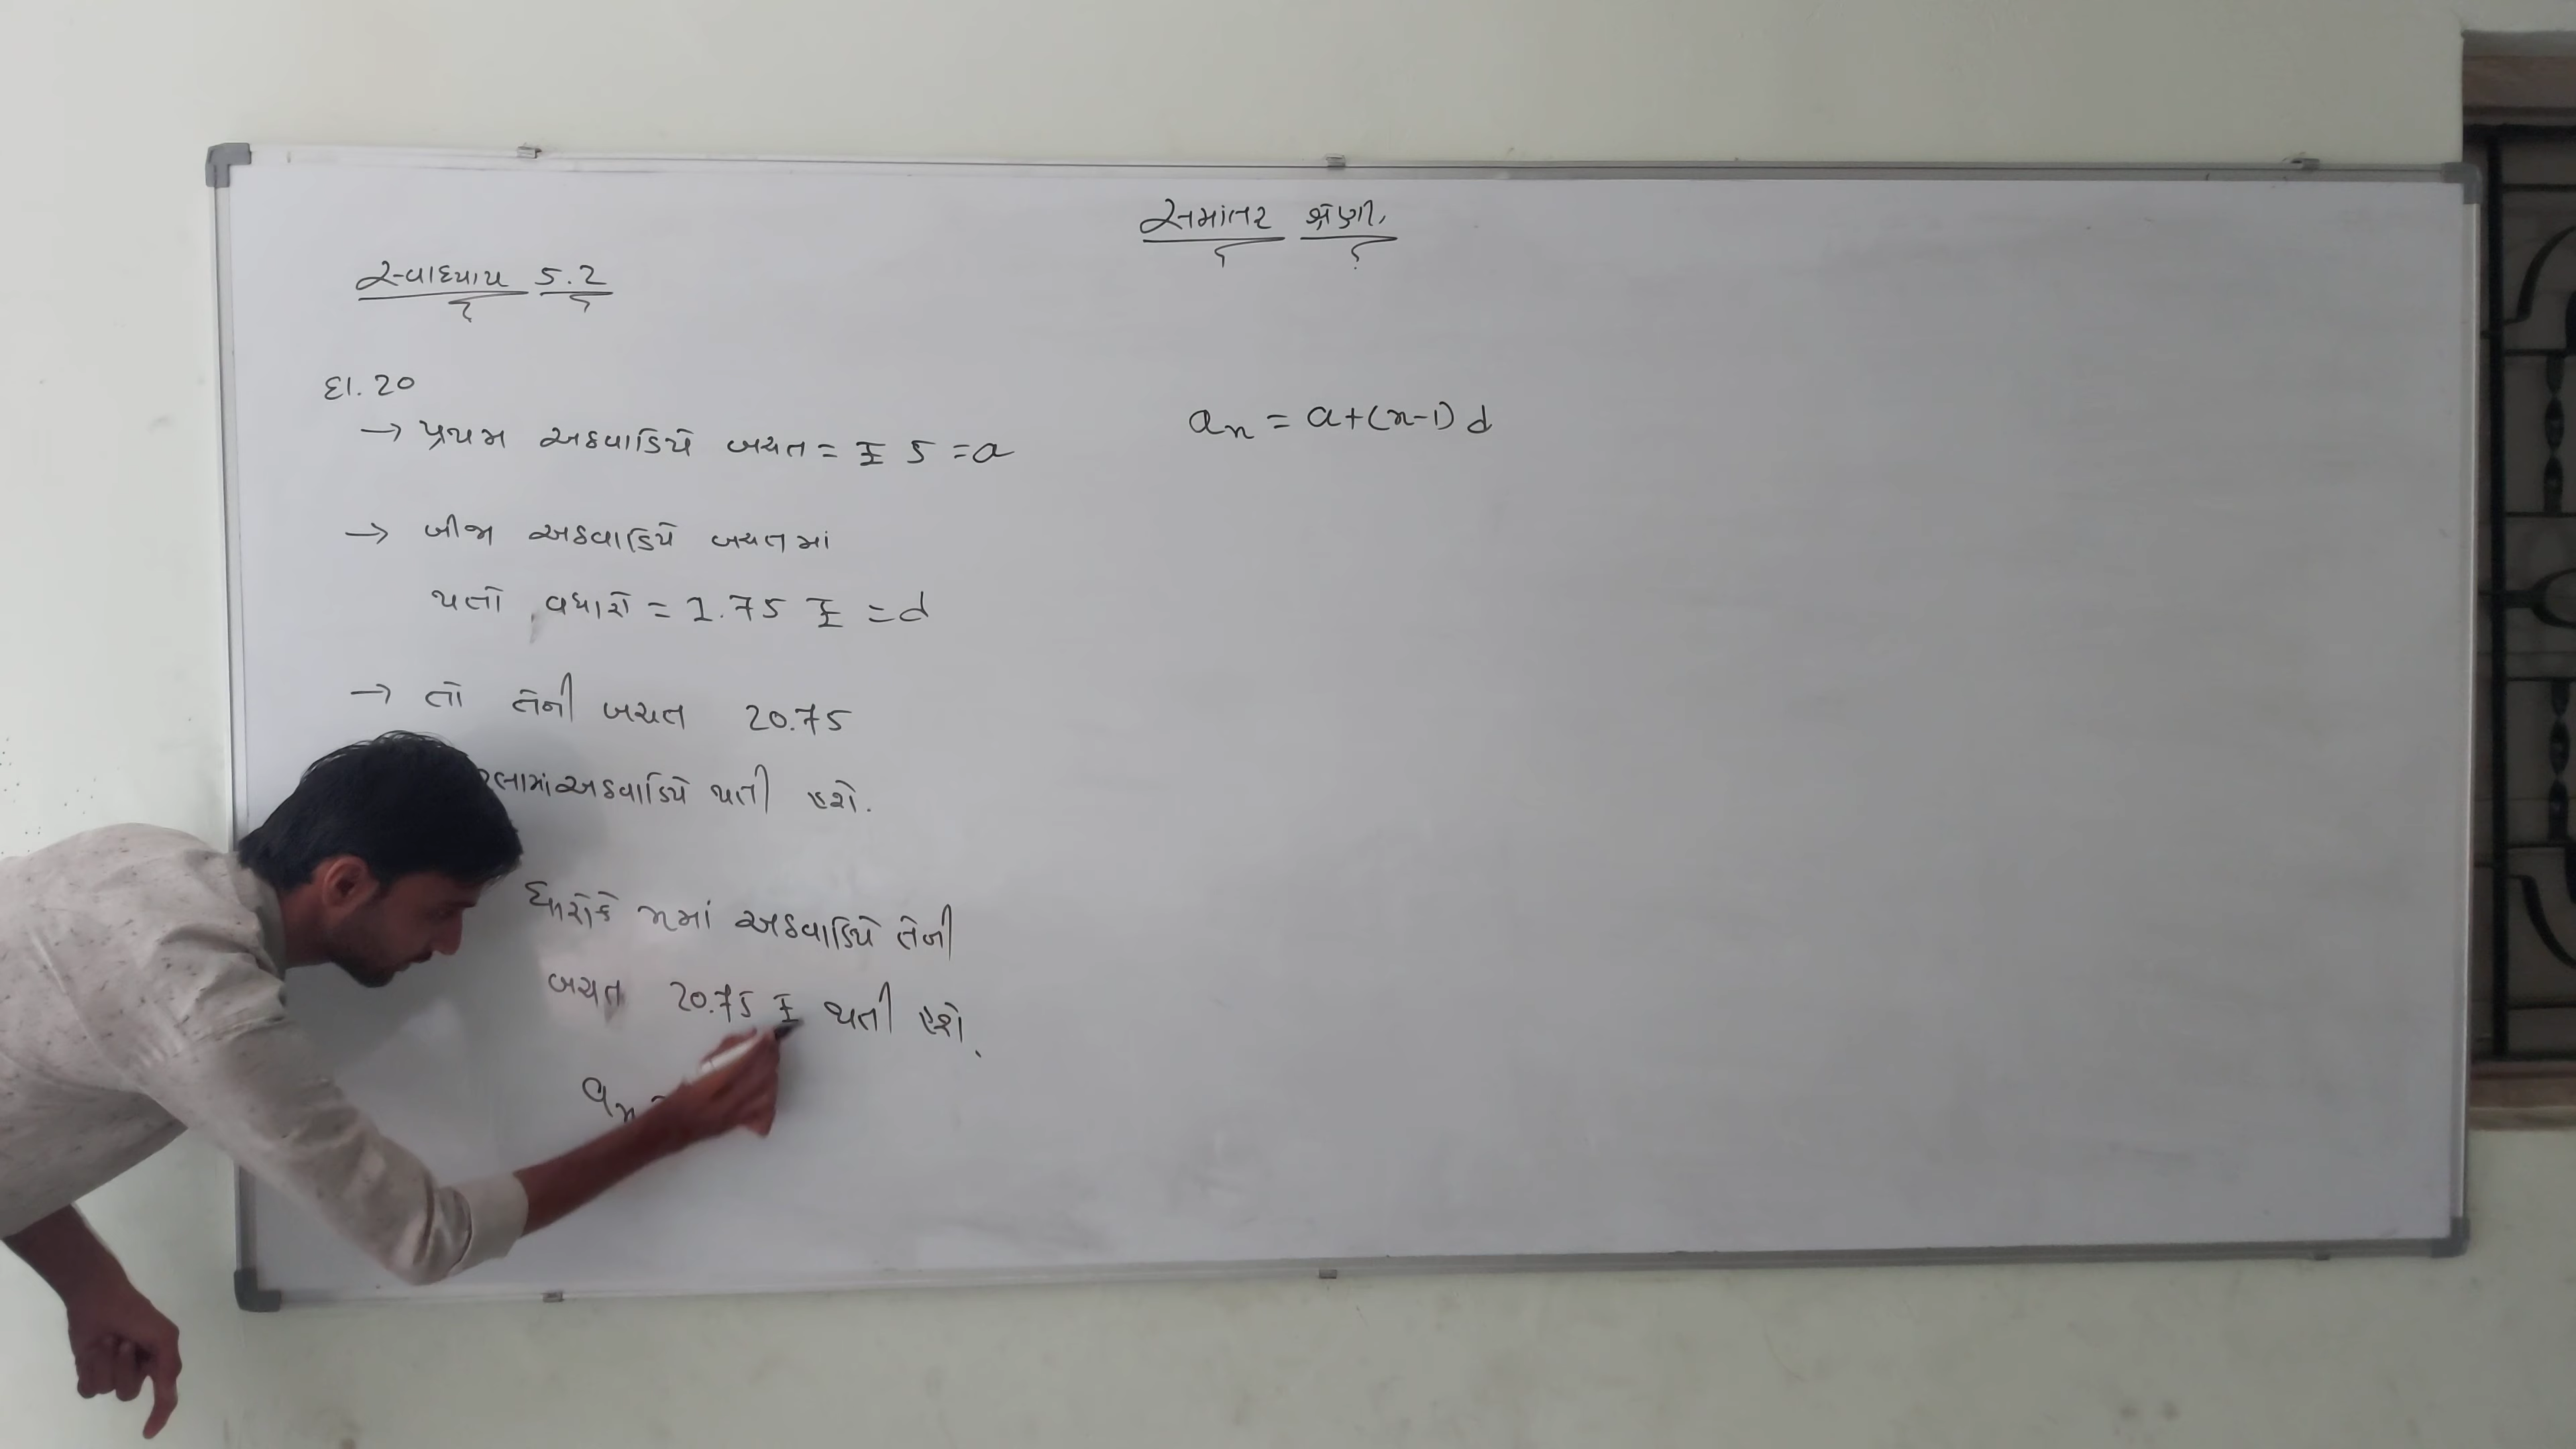 સમાંતર શ્રેણી
સ્વાધ્યાય 5.2
દા. 20
→ પ્રથમ અઠવાડિયે બચત = ₹ 5 = a
→ બીજા અઠવાડિયે બચતમાં
થતો વધારો = 1.75 ₹ = d
→ તો તેની બચત 20.75
અઠવાડિયે થતી હશે.
ધારોકે nમાં અઠવાડિયે તેની
બચત 20.75 ₹ થતી હશે.
aₙ =
aₙ = a+(n-1) d